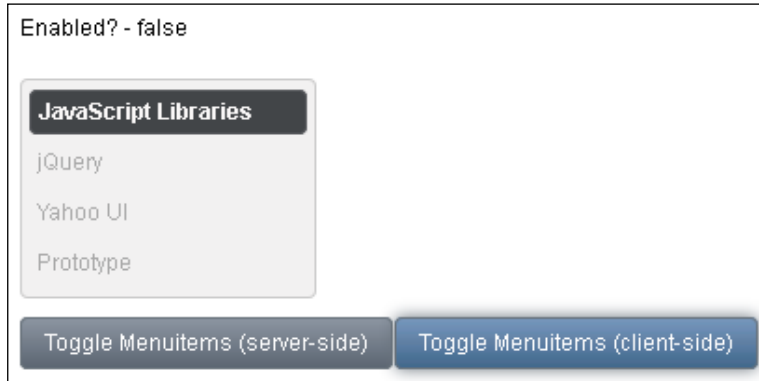 Enabled? - false
JavaScript Libraries
jQuery
Yahoo UI
Prototype
Toggle Menuitems (server-side) Toggle Menuitems (client-side)